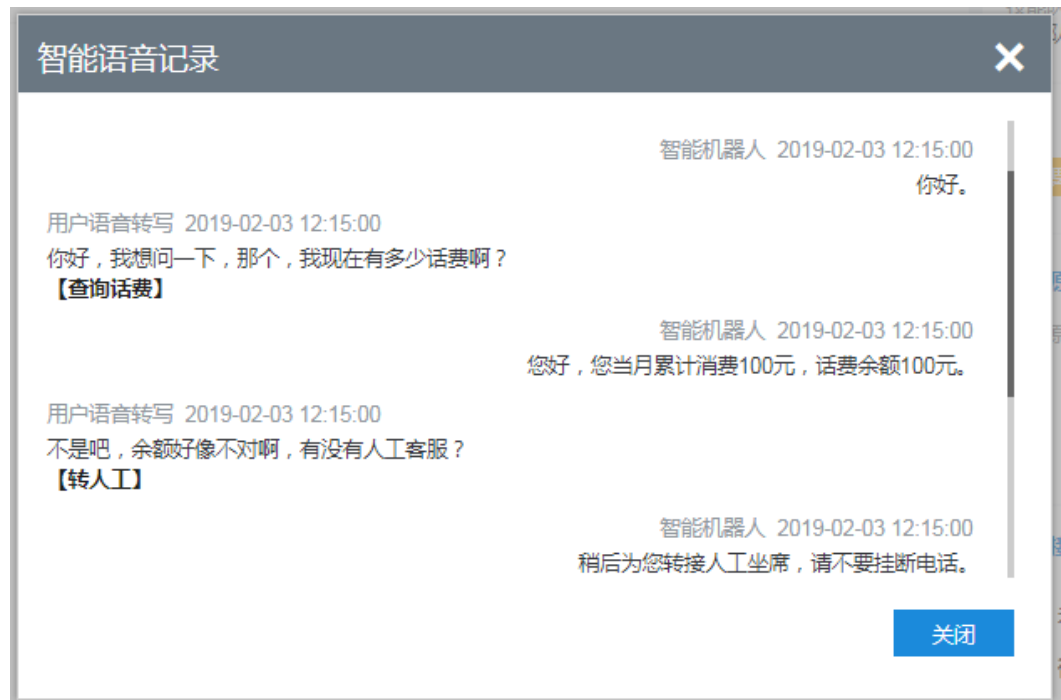 智能语音记录
智能机器人 2019-02-03 12:15:00
你好。
用户语音转写 2019-02-03 12:15:00
你好，我想问一下，那个，我现在有多少话费啊？
【查询话费】
智能机器人 2019-02-03 12:15:00
您好，您当月累计消费100元，话费余额100元。
用户语音转写 2019-02-03 12:15:00
不是吧，余额好像不对啊，有没有人工客服？
【转人工】
智能机器人 2019-02-03 12:15:00
稍后为您转接人工坐席，请不要挂断电话。
关闭